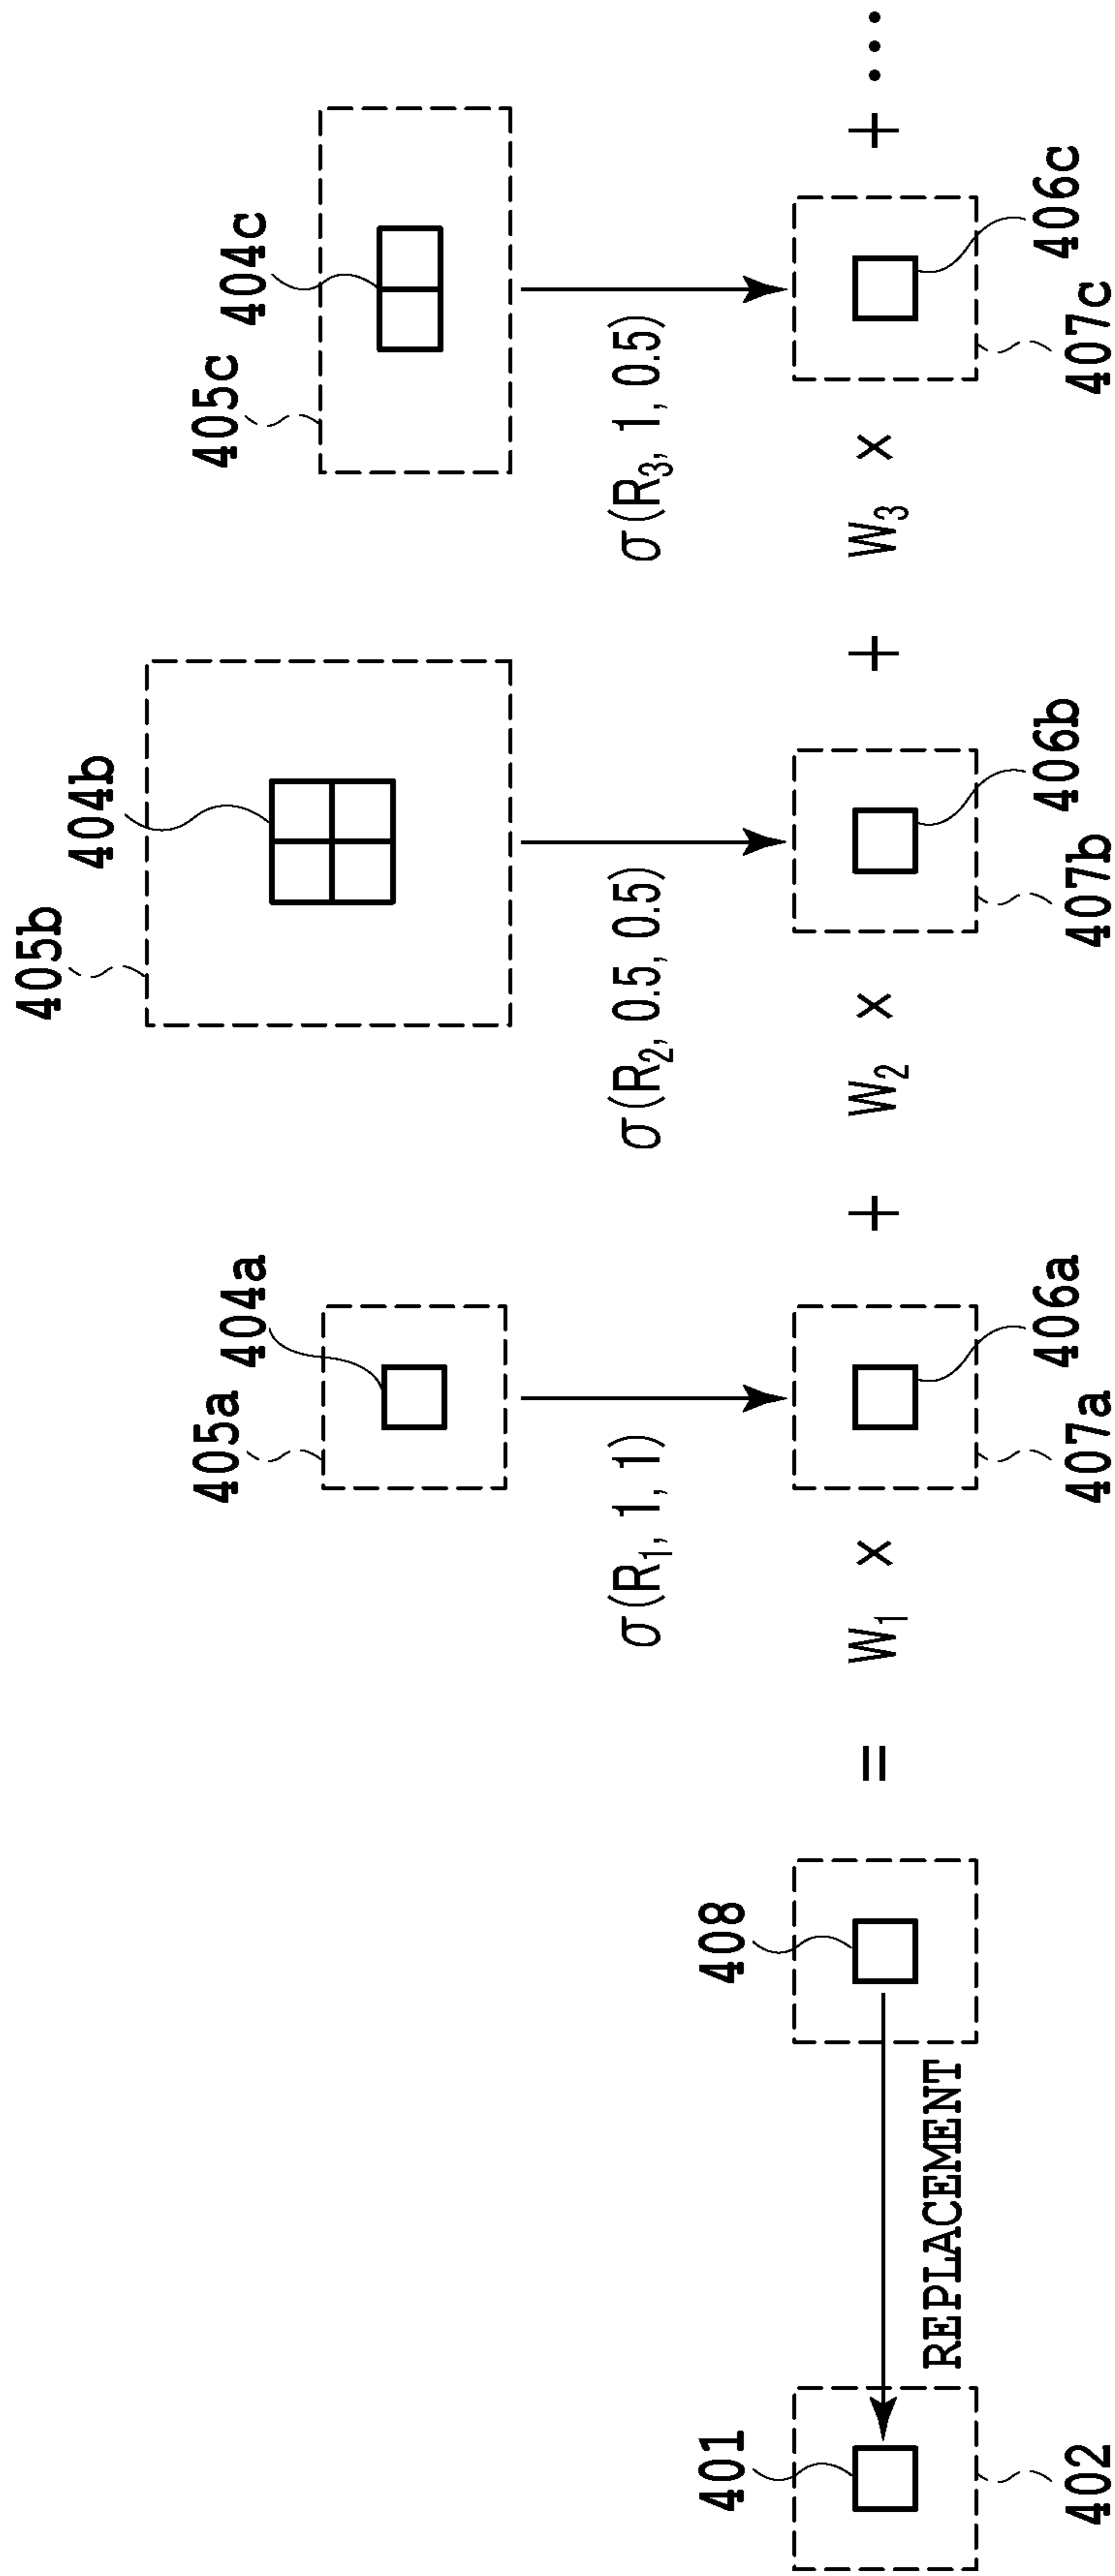 405b
404b
405c
404c
405a
404a
σ(R₁, 1, 1)
σ(R₂, 0.5, 0.5)
σ(R₃, 1, 0.5)
401
408
= W₁ × + W₂ × + W₃ × + •••
REPLACEMENT
402
407a
406a
407b
406b
407c
406c